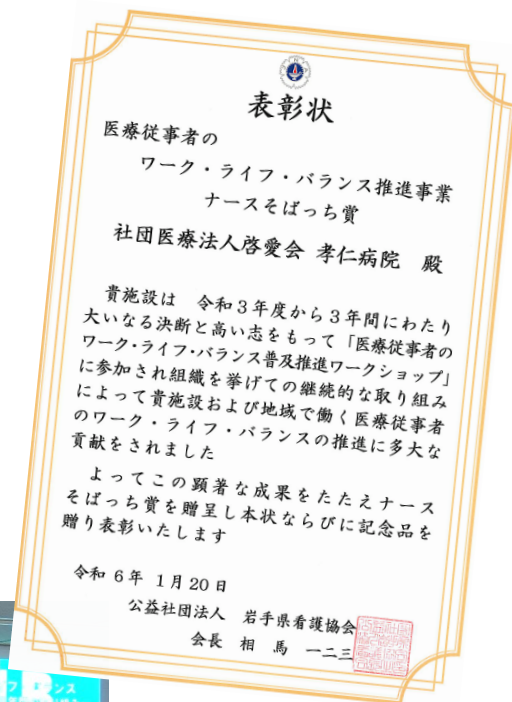 表彰状
医療従事者の
ワーク・ライフ・バランス推進事業
ナースそばっち賞
社団医療法人啓愛会 孝仁病院 殿
貴施設は 令和3年度から3年間にわたり
大いなる決断と高い志をもって「医療従事者の
ワーク・ライフ・バランス普及推進ワークショップ」
に参加され組織を挙げての継続的な取り組み
によって貴施設および地域で働く医療従事者
のワーク・ライフ・バランスの推進に多大な
貢献をされました
よってこの顕著な成果をたたえナース
そばっち賞を贈呈し本状ならびに記念品を
贈り表彰いたします
令和 6年 1月20日
公益社団法人 岩手県看護協会
会長 相馬 一二三